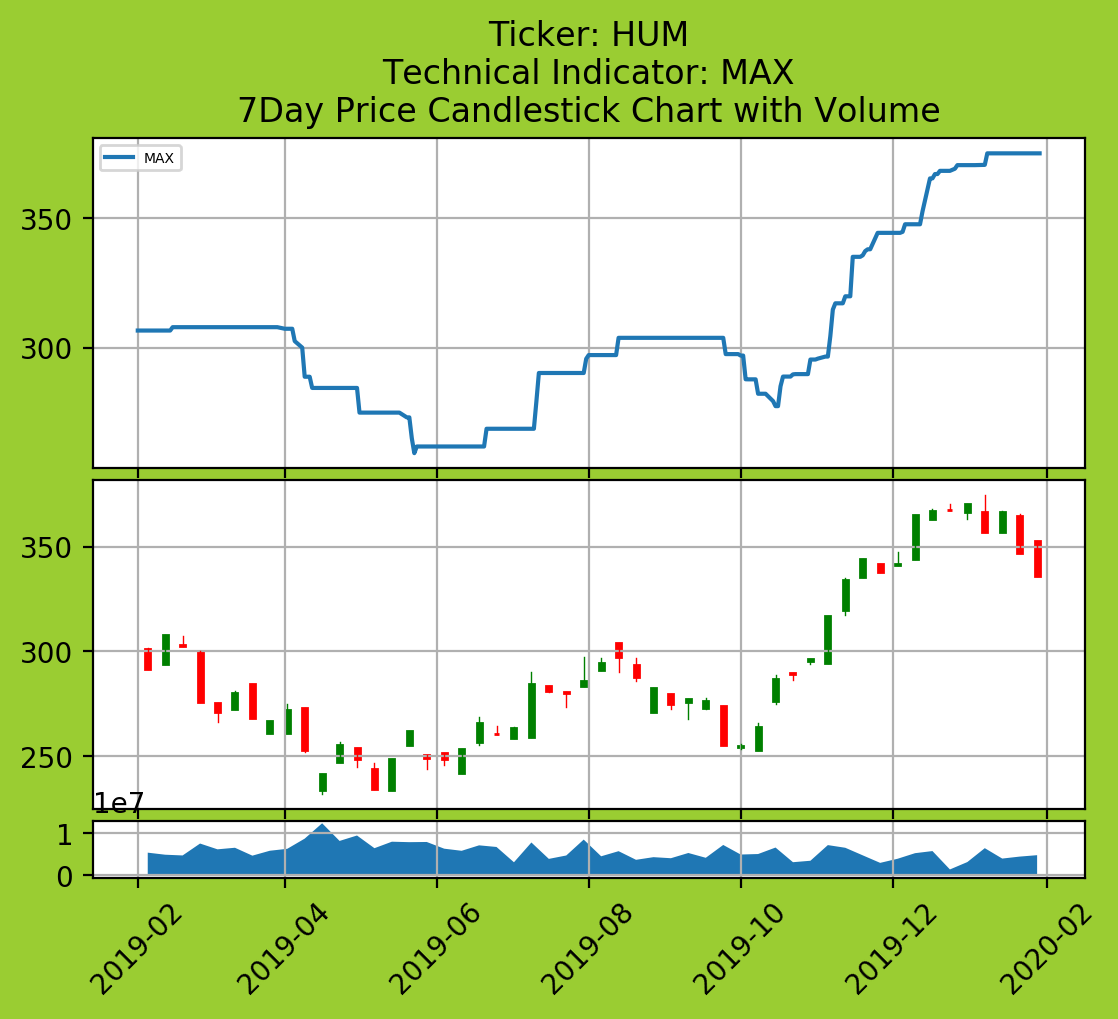 Ticker: HUM
Technical Indicator: MAX
7Day Price Candlestick Chart with Volume
MAX
350
300
350
300
250
1e7
1
0
2019-02
2019-04
2019-06
2019-08
2019-10
2019-12
2020-02